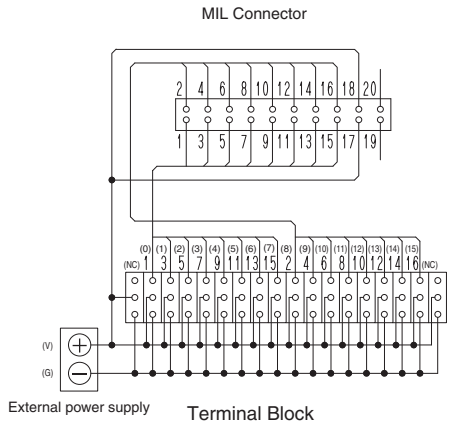 MIL Connector
2 4 6 8 10 12 14 16 18 20
1 3 5 7 9 11 13 15 17 19
(0) (1) (2) (3) (4) (5) (6) (7) (8) (9) (10) (11) (12) (13) (14) (15)
(NC) 1 3 5 7 9 11 13 15 2 4 6 8 10 12 14 16 (NC)
(V)
(G)
External power supply
Terminal Block